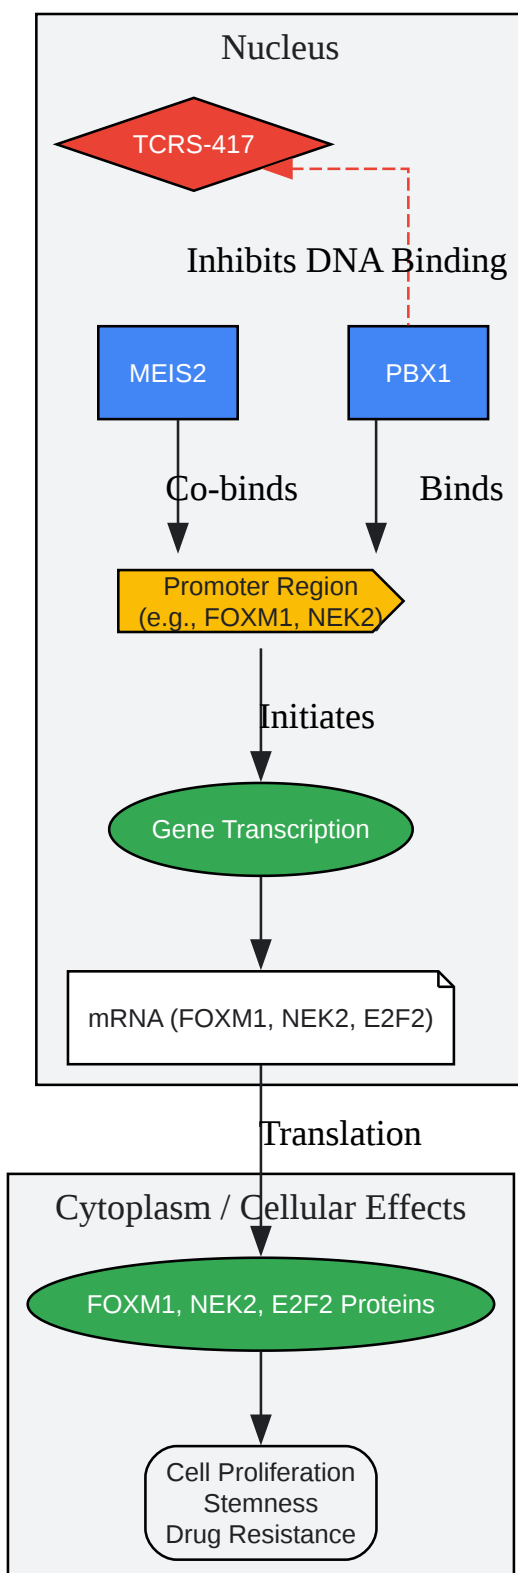 Nucleus
TCRS-417
Inhibits DNA Binding
MEIS2
PBX1
Co-binds
Binds
Promoter Region
(e.g., FOXM1, NEK2)
Initiates
Gene Transcription
mRNA (FOXM1, NEK2, E2F2)
Translation
Cytoplasm / Cellular Effects
FOXM1, NEK2, E2F2 Proteins
Cell Proliferation
Stemness
Drug Resistance